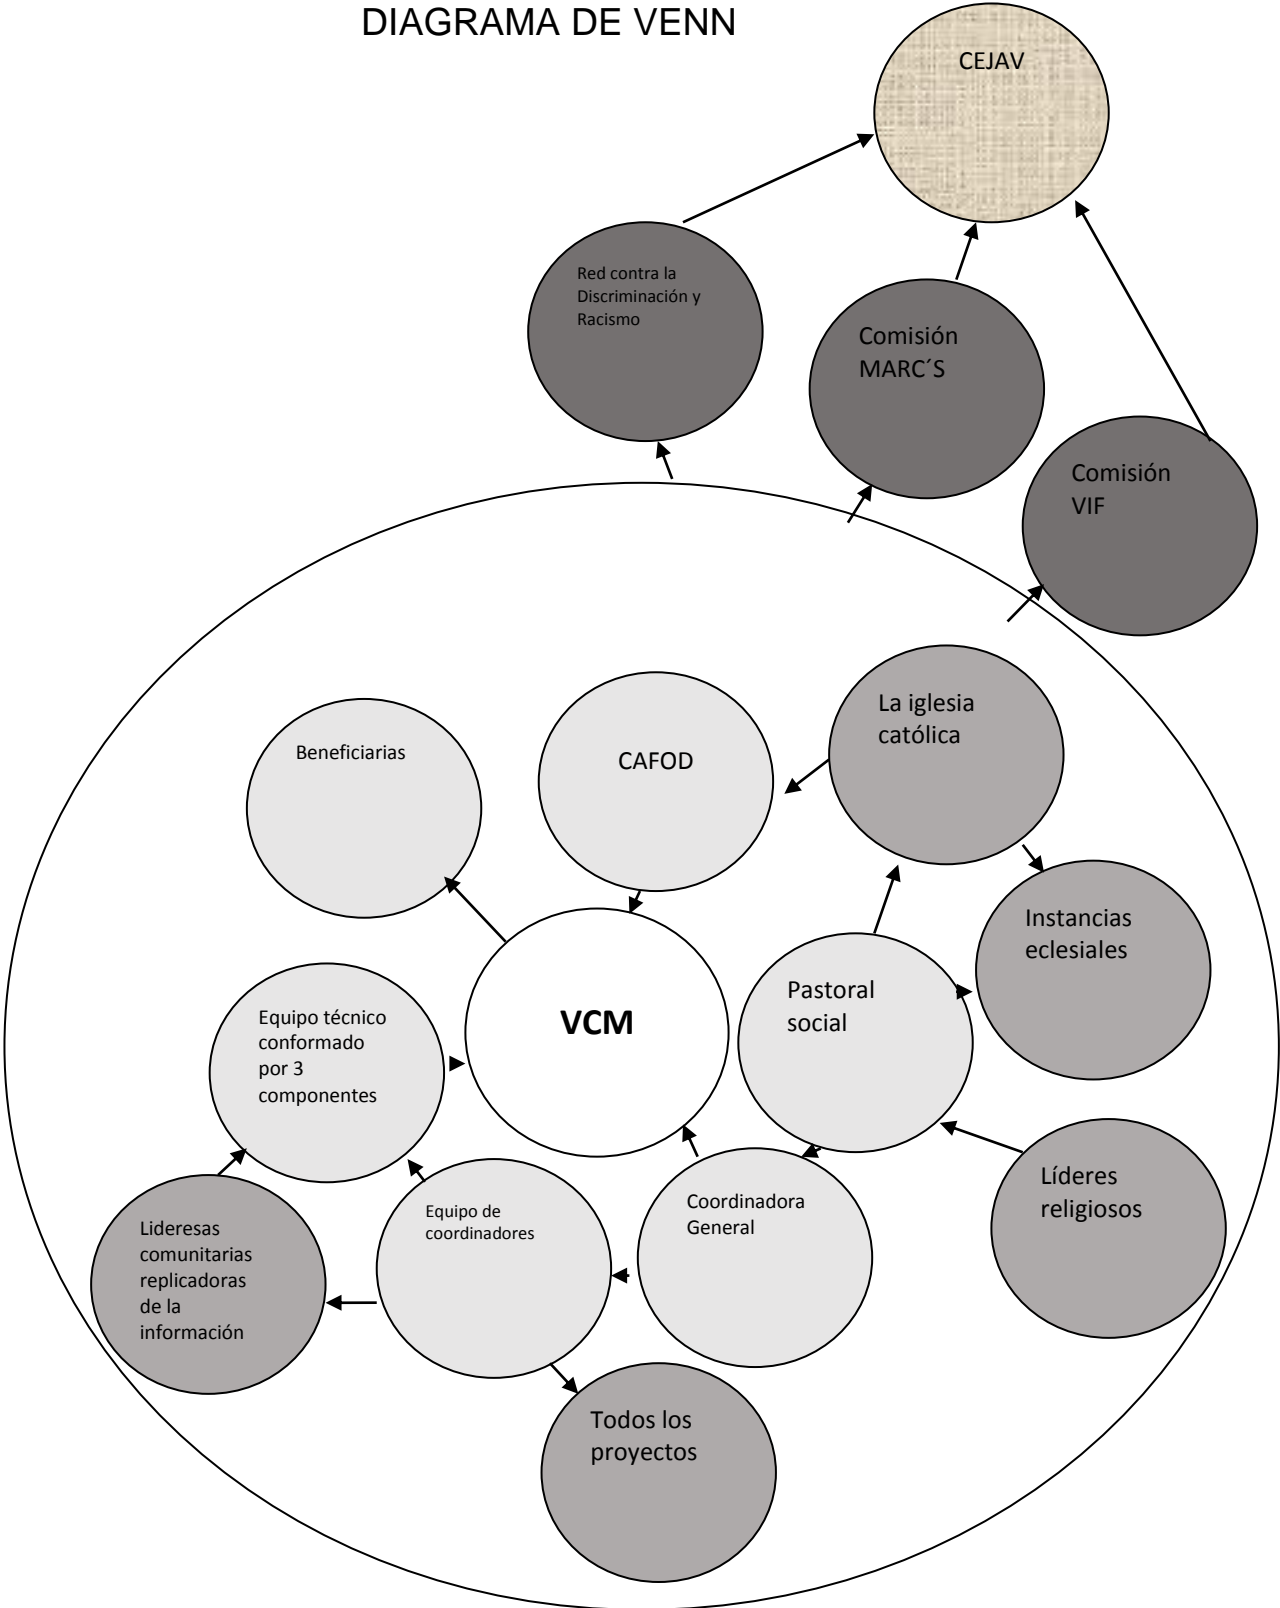 DIAGRAMA DE VENN
CEJAV
Red contra la
Discriminación y
Racismo
Comisión
MARC´S
Comisión
VIF
La iglesia
católica
CAFOD
Beneficiarias
Instancias
eclesiales
Pastoral
social
VCM
Equipo técnico
conformado
por 3
componentes
Líderes
religiosos
Coordinadora
General
Equipo de
coordinadores
Lideresas
comunitarias
replicadoras
de la
información
Todos los
proyectos